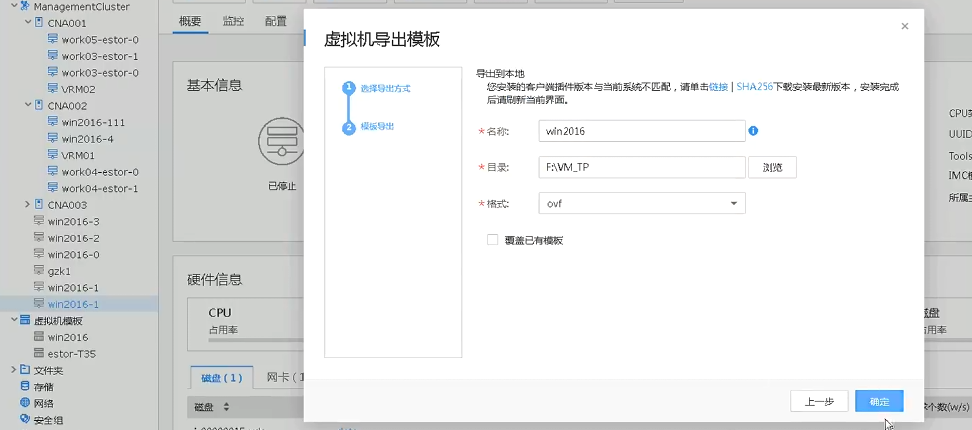 ManagementCluster
CNA001
work05-estor-0
work03-estor-1
work03-estor-0
VRM02
CNA002
win2016-111
win2016-4
VRM01
work04-estor-0
work04-estor-1
CNA003
win2016-3
win2016-2
win2016-0
gzk1
win2016-1
win2016-1
虚拟机模板
win2016
estor-T35
文件夹
存储
网络
安全组
概要 监控 配置
基本信息
已停止
硬件信息
CPU
占用率
磁盘 ( 1 ) 网卡 ( 1
磁盘
虚拟机导出模板
×
1 选择导出方式
2 模板导出
导出到本地
您安装的客户端插件版本与当前系统不匹配，请单击链接 | SHA256下载安装最新版本，安装完成
后请刷新当前界面。
*名称: win2016
*目录: F:\VM_TP 浏览
*格式: ovf
覆盖已有模板
上一步 确定
UUID
Tools
IMC
所属
占用率
个数(w/s)